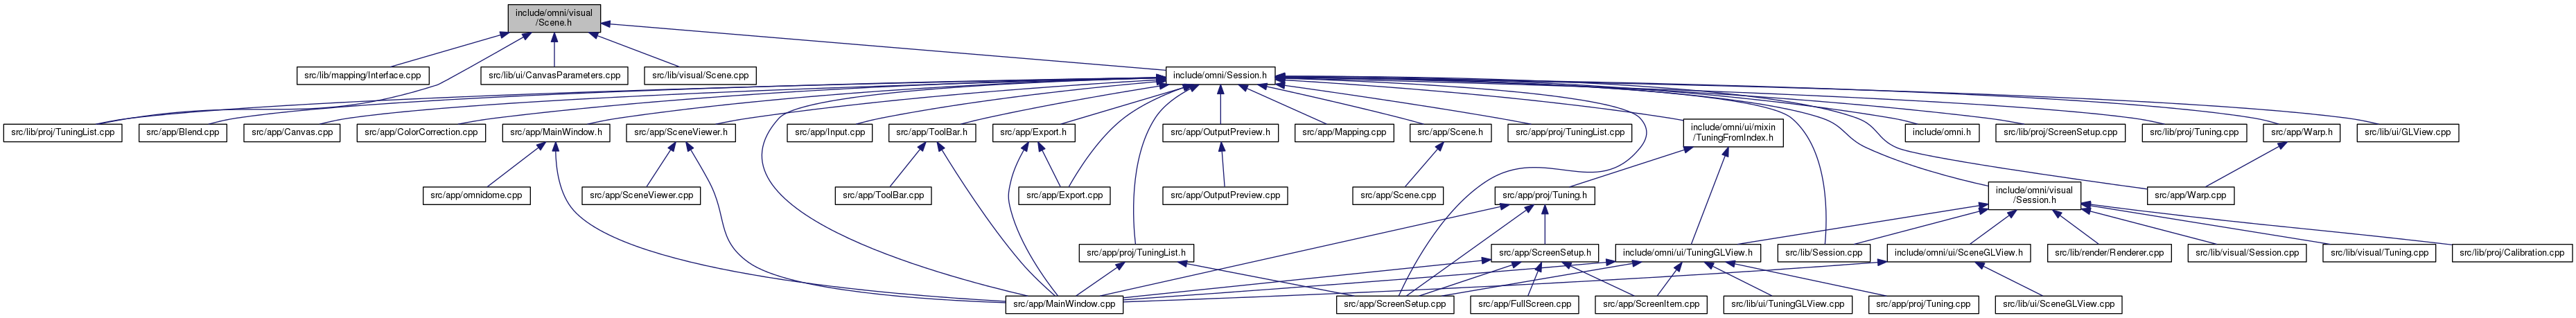 include/omni/visual
/Scene.h
src/lib/mapping/Interface.cpp
src/lib/ui/CanvasParameters.cpp
src/lib/visual/Scene.cpp
include/omni/Session.h
src/lib/proj/TuningList.cpp
src/app/Blend.cpp
src/app/Canvas.cpp
src/app/ColorCorrection.cpp
src/app/MainWindow.h
src/app/SceneViewer.h
src/app/Input.cpp
src/app/ToolBar.h
src/app/Export.h
src/app/OutputPreview.h
src/app/Mapping.cpp
src/app/Scene.h
src/app/proj/TuningList.cpp
include/omni/ui/mixin
/TuningFromIndex.h
include/omni.h
src/lib/proj/ScreenSetup.cpp
src/lib/proj/Tuning.cpp
src/app/Warp.h
src/lib/ui/GLView.cpp
src/app/omnidome.cpp
src/app/SceneViewer.cpp
src/app/ToolBar.cpp
src/app/Export.cpp
src/app/OutputPreview.cpp
src/app/Scene.cpp
src/app/proj/Tuning.h
include/omni/visual
/Session.h
src/app/Warp.cpp
src/app/proj/TuningList.h
src/app/ScreenSetup.h
include/omni/ui/TuningGLView.h
src/lib/Session.cpp
include/omni/ui/SceneGLView.h
src/lib/render/Renderer.cpp
src/lib/visual/Session.cpp
src/lib/visual/Tuning.cpp
src/lib/proj/Calibration.cpp
src/app/MainWindow.cpp
src/app/ScreenSetup.cpp
src/app/FullScreen.cpp
src/app/ScreenItem.cpp
src/lib/ui/TuningGLView.cpp
src/app/proj/Tuning.cpp
src/lib/ui/SceneGLView.cpp